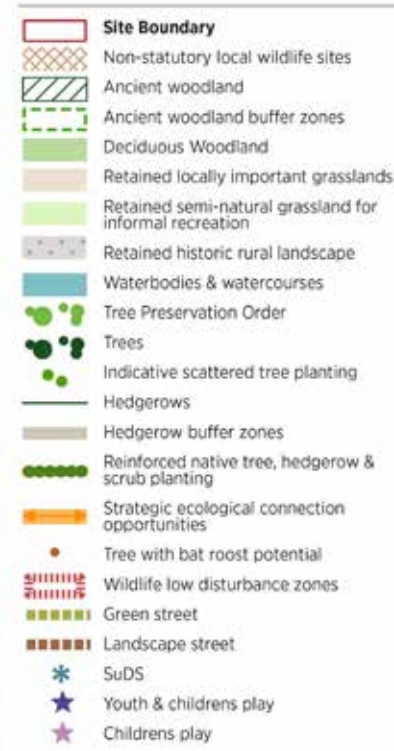 Site Boundary
Non-statutory local wildlife sites
Ancient woodland
Ancient woodland buffer zones
Deciduous Woodland
Retained locally important grasslands
Retained semi-natural grassland for
informal recreation
Retained historic rural landscape
Waterbodies & watercourses
Tree Preservation Order
Trees
Indicative scattered tree planting
Hedgerows
Hedgerow buffer zones
Reinforced native tree, hedgerow &
scrub planting
Strategic ecological connection
opportunities
Tree with bat roost potential
Wildlife low disturbance zones
Green street
Landscape street
SuDS
Youth & childrens play
Childrens play